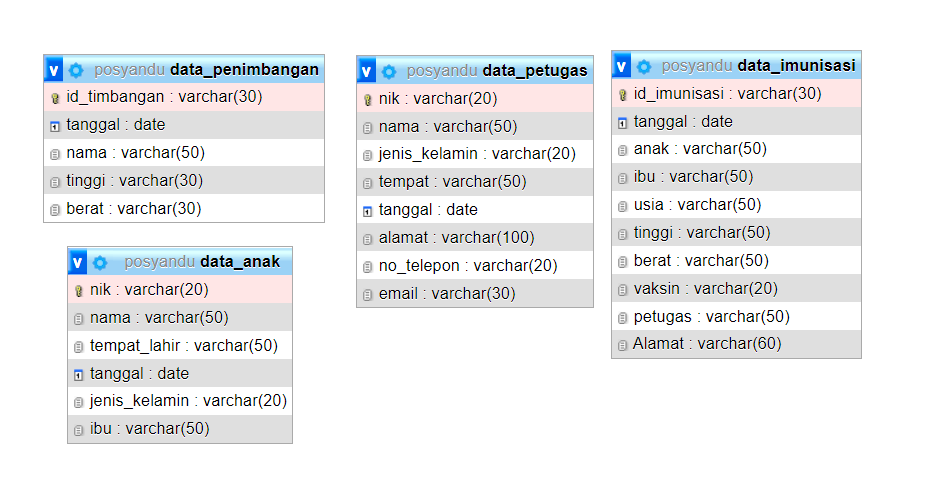 v posyandu data_penimbangan
id_timbangan : varchar(30)
tanggal : date
nama : varchar(50)
tinggi : varchar(30)
berat : varchar(30)
v posyandu data_anak
nik : varchar(20)
nama : varchar(50)
tempat_lahir : varchar(50)
tanggal : date
jenis_kelamin : varchar(20)
ibu : varchar(50)
v posyandu data_petugas
nik : varchar(20)
nama : varchar(50)
jenis_kelamin : varchar(20)
tempat : varchar(50)
tanggal : date
alamat : varchar(100)
no_telepon : varchar(20)
email : varchar(30)
v posyandu data_imunisasi
id_imunisasi : varchar(30)
tanggal : date
anak : varchar(50)
ibu : varchar(50)
usia : varchar(50)
tinggi : varchar(50)
berat : varchar(50)
vaksin : varchar(20)
petugas : varchar(50)
Alamat : varchar(60)